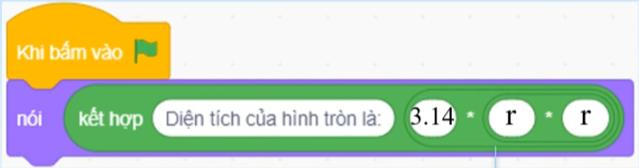 Khi bấm vào
nói kết hợp Diện tích của hình tròn là: 3.14 * r * r